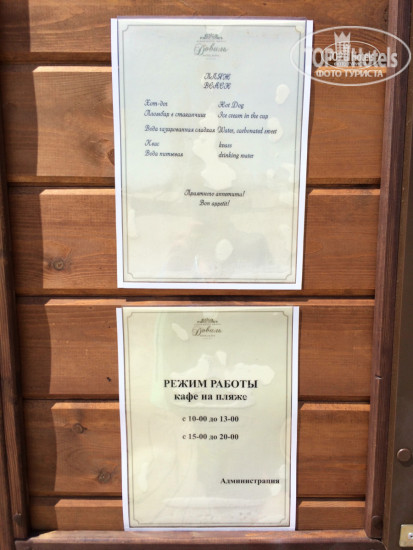 TopHotels
ФОТО ТУРИСТА
Ривьель
ПЛЯЖ
BEACH
Хот-дог Hot Dog
Пломбир в стаканчике Ice cream in the cup
Вода газированная сладкая Water, carbonated sweet
Квас kvass
Вода питьевая drinking water
Приятного аппетита!
Bon appetit!
РЕЖИМ РАБОТЫ
кафе на пляже
с 10-00 до 13-00
с 15-00 до 20-00
Администрация